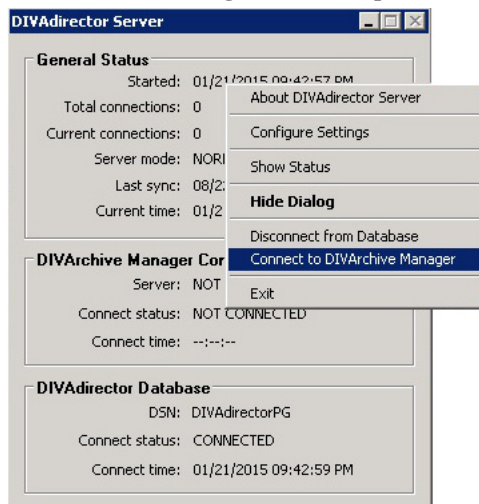 DIVAdirector Server
General Status
Started: 01/21/2015 09:42:57 PM
Total connections: 0
Current connections: 0
Server mode:
Last sync:
Current time:
DIVArchive Manager
Server: NOT
Connect status: NOT CONNECTED
Connect time: --:--:--
DIVAdirector Database
DSN: DIVAdirectorPG
Connect status: CONNECTED
Connect time: 01/21/2015 09:42:59 PM
About DIVAdirector Server
Configure Settings
Show Status
Hide Dialog
Disconnect from Database
Connect to DIVArchive Manager
Exit